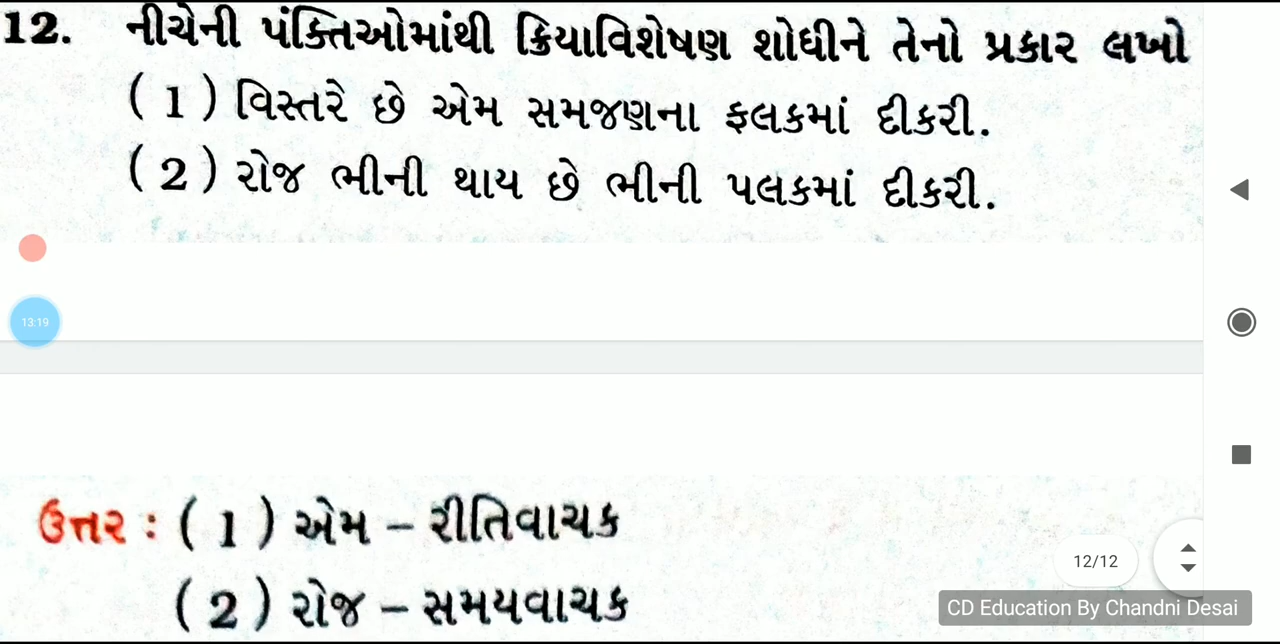 12. નીચેની પંક્તિઓમાંથી ક્રિયાવિશેષણ શોધીને તેનો પ્રકાર લખો
( 1 ) વિસ્તરે છે એમ સમજણના ફલકમાં દીકરી.
( 2 ) રોજ ભીની થાય છે ભીની પલકમાં દીકરી.
13:19
ઉત્તર : ( 1 ) એમ – રીતિવાચક
12/12
( 2 ) રોજ – સમયવાચક
CD Education By Chandni Desai